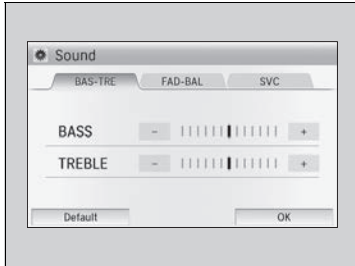 Sound
BAS-TRE FAD-BAL SVC
BASS - +
TREBLE - +
Default OK